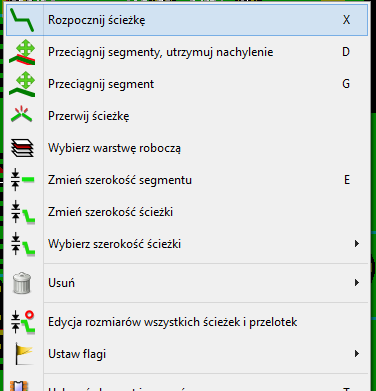 Rozpocznij ścieżkę X
Przeciągnij segmenty, utrzymuj nachylenie D
Przeciągnij segment G
Przerwij ścieżkę
Wybierz warstwę roboczą
Zmień szerokość segmentu E
Zmień szerokość ścieżki
Wybierz szerokość ścieżki
Usuń
Edycja rozmiarów wszystkich ścieżek i przelotek
Ustaw flagi